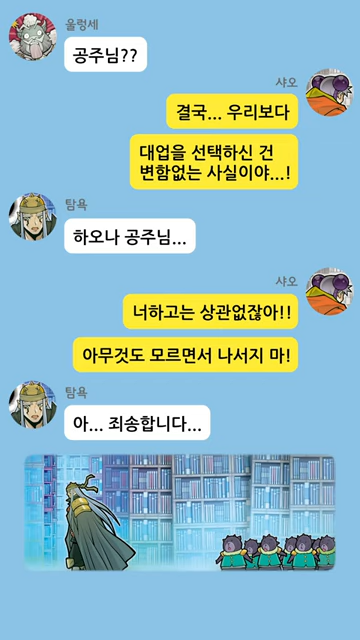 울렁세
공주님??
샤오
결국... 우리보다
대업을 선택하신 건
변함없는 사실이야...!
탐욕
하오나 공주님...
샤오
너하고는 상관없잖아!!
아무것도 모르면서 나서지 마!
탐욕
아... 죄송합니다...